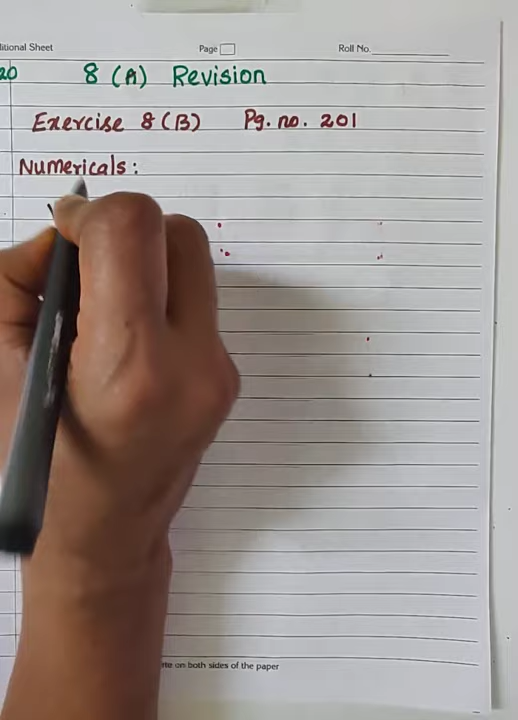 itional Sheet Page Roll No.
20 8 (A) Revision
Exercise 8 (B) Pg. no. 201
Numericals :
rite on both sides of the paper